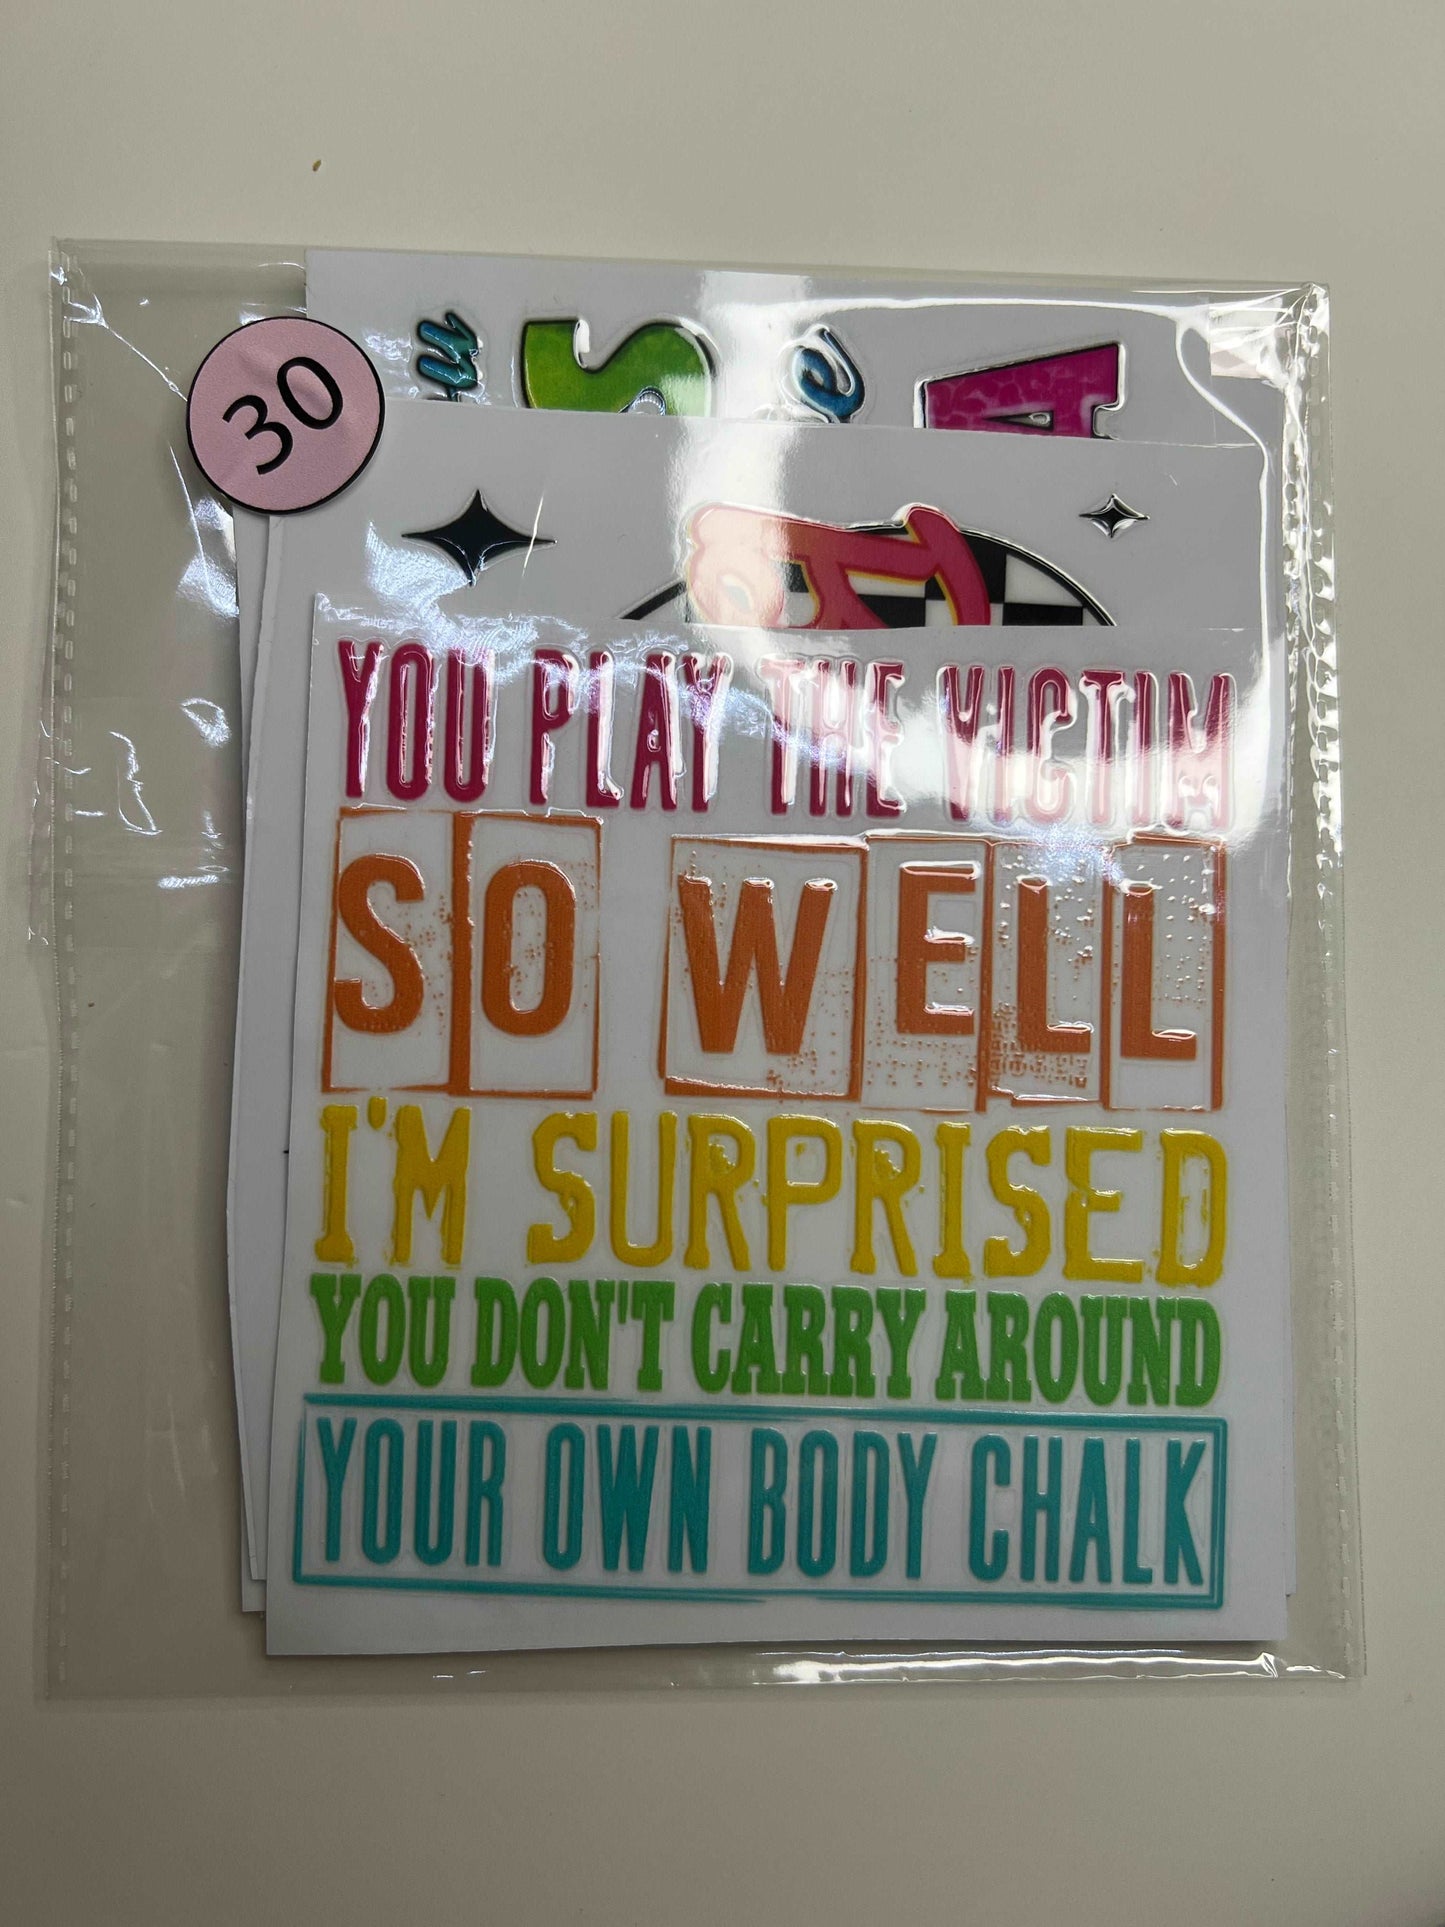 30
YOU PLAY THE VICTIM
SO WELL
I'M SURPRISED
YOU DON'T CARRY AROUND
YOUR OWN BODY CHALK